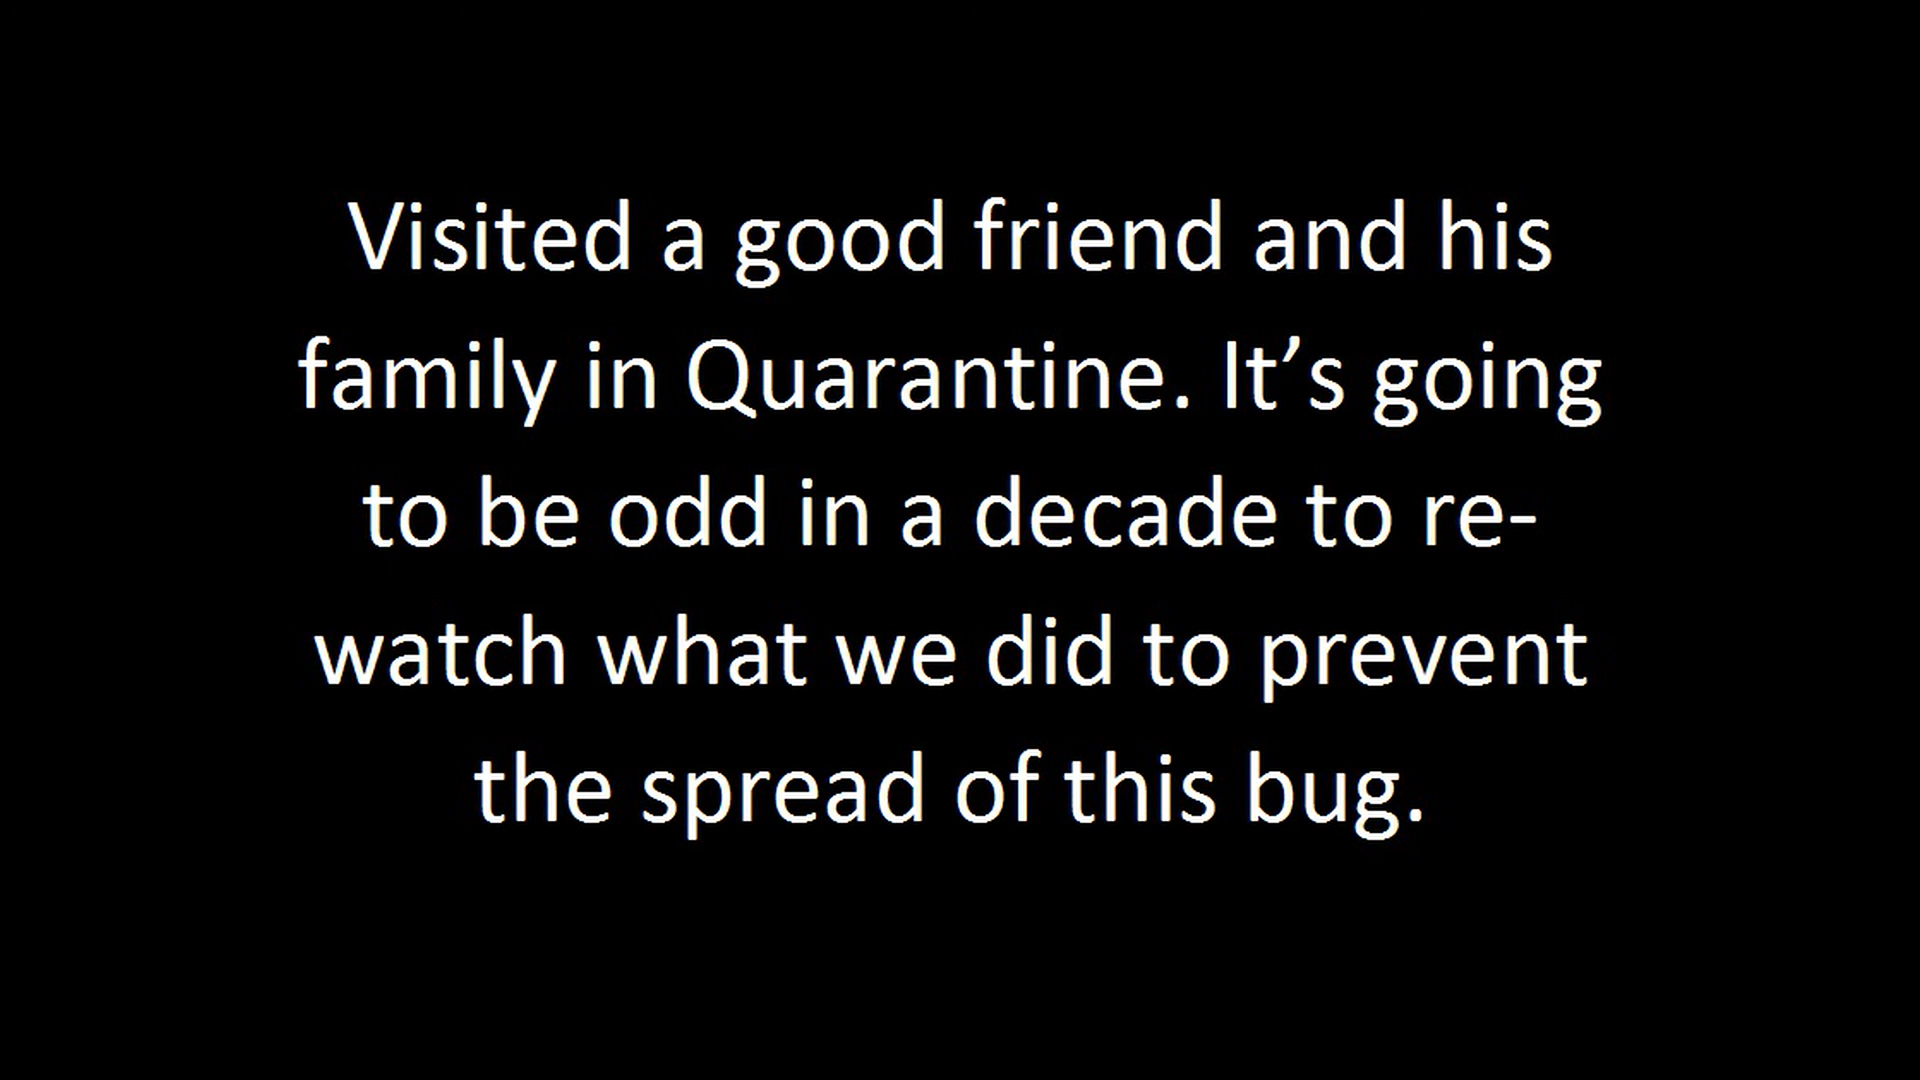 Visited a good friend and his
family in Quarantine. It’s going
to be odd in a decade to re-
watch what we did to prevent
the spread of this bug.